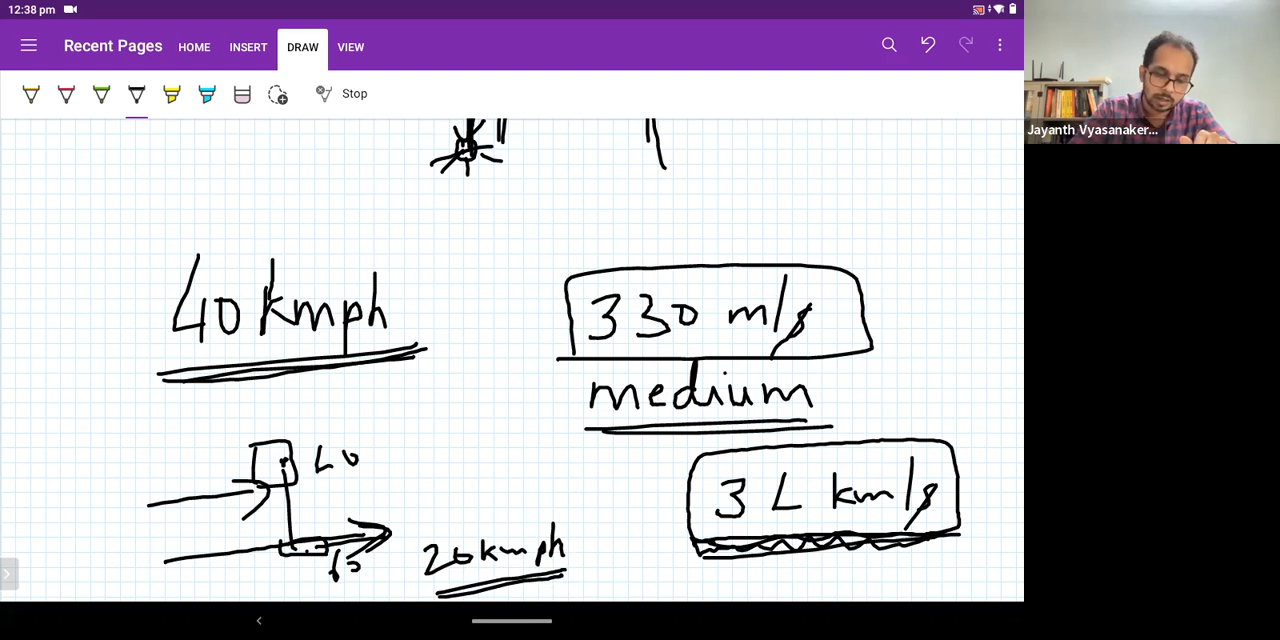 12:38 pm
Recent Pages HOME INSERT DRAW VIEW
Stop
Jayanth Vyasanaker...
40 kmph
330 m/s
medium
3 L km/s
20 kmph